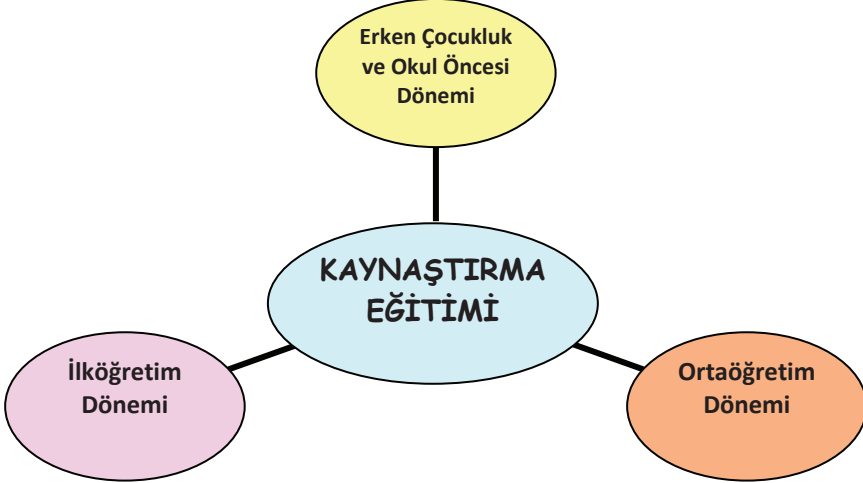 Erken Çocukluk
ve Okul Öncesi
Dönemi
KAYNAŞTIRMA
EĞİTİMİ
İlköğretim
Dönemi
Ortaöğretim
Dönemi